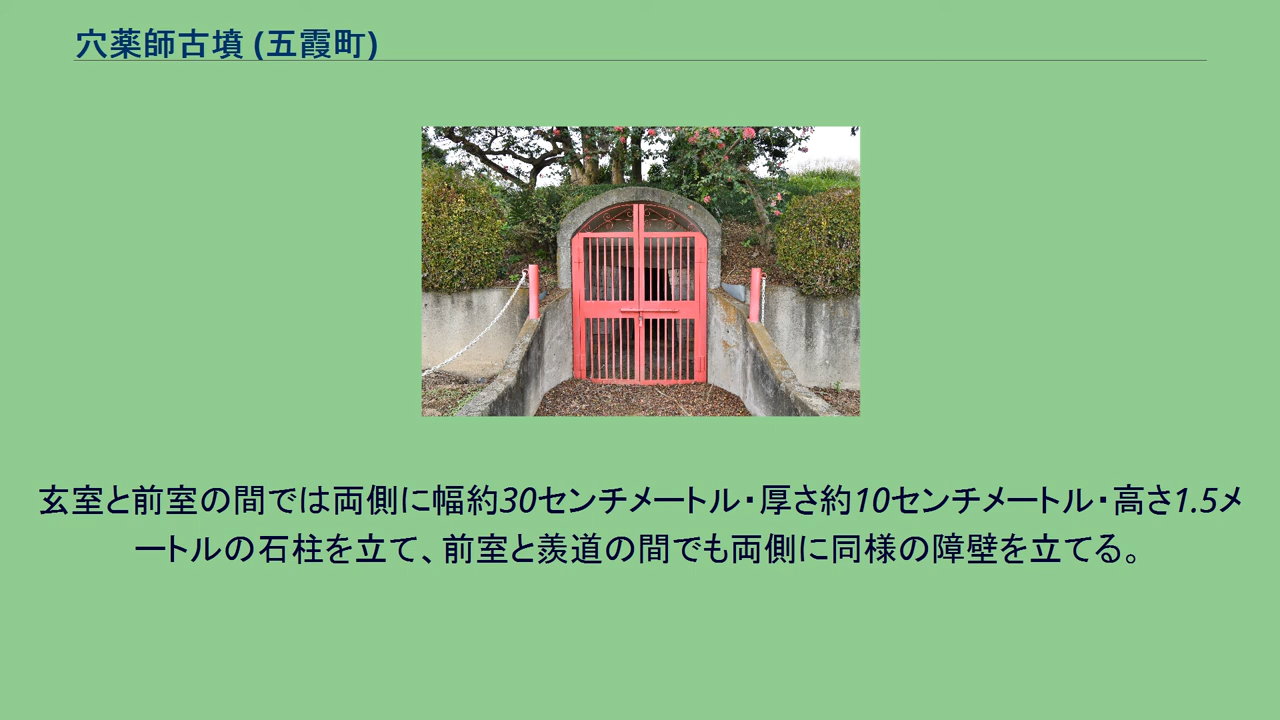 穴薬師古墳 (五霞町)
玄室と前室の間では両側に幅約30センチメートル・厚さ約10センチメートル・高さ1.5メ
ートルの石柱を立て、前室と羨道の間でも両側に同様の障壁を立てる。